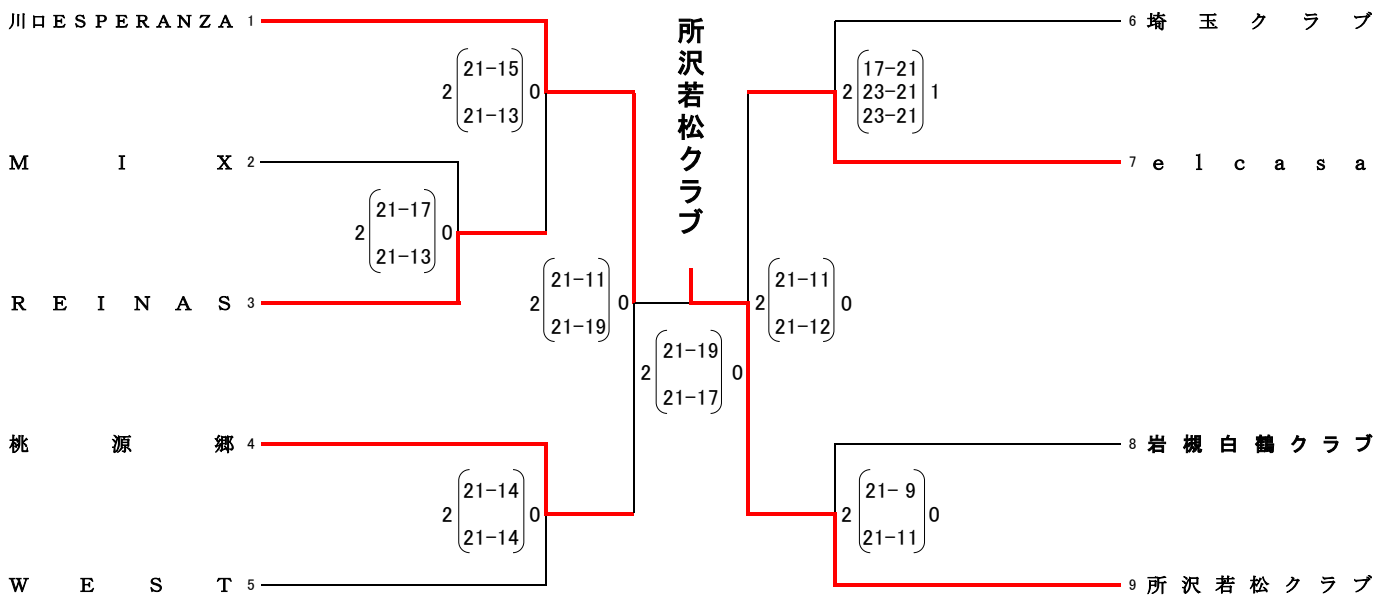 川口ESPERANZA 1
2 21-15 0
21-13
MIX 2
2 21-17 0
21-13
REINAS 3
2 21-11 0
21-19
桃源郷 4
2 21-14 0
21-14
WEST 5
所沢若松クラブ
2 21-19 0
21-17
6 埼玉クラブ
17-21
2 23-21 1
23-21
7 elcasa
2 21-11 0
21-12
8 岩槻白鶴クラブ
2 21- 9 0
21-11
9 所沢若松クラブ